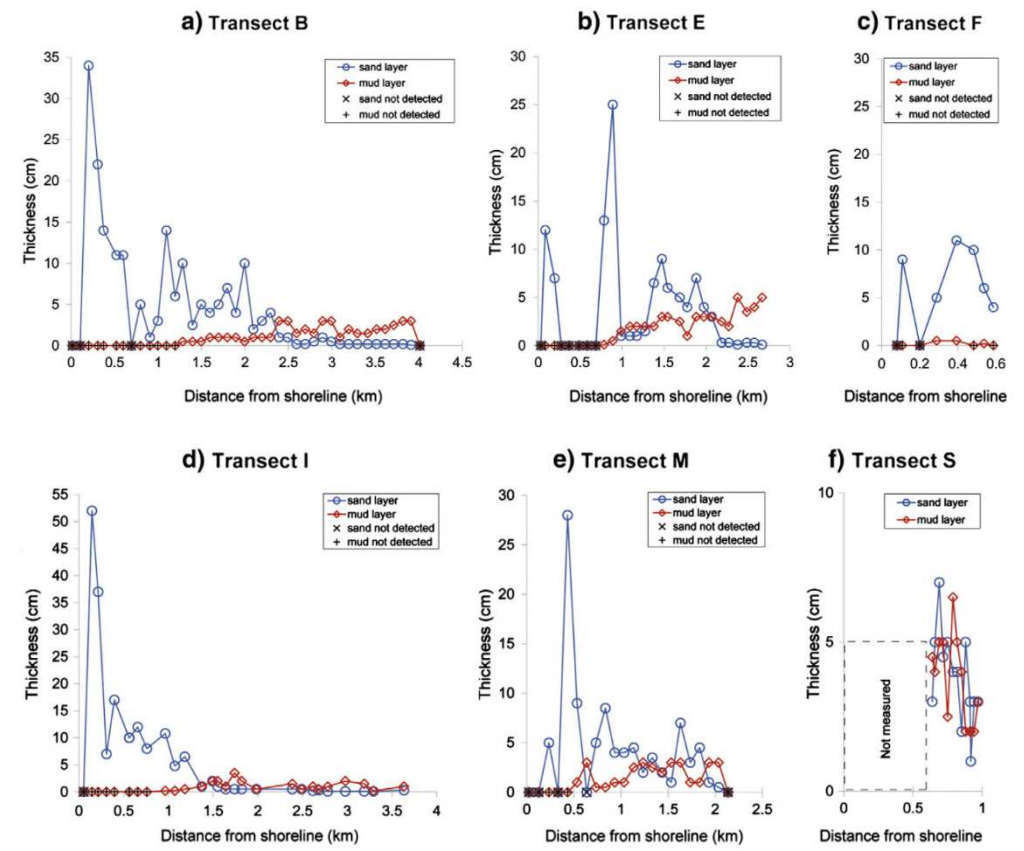 a) Transect B
35
30
25
20
15
10
5
0
Thickness (cm)
sand layer
mud layer
sand not detected
mud not detected
0 0.5 1 1.5 2 2.5 3 3.5 4 4.5
Distance from shoreline (km)
b) Transect E
30
25
20
15
10
5
0
Thickness (cm)
sand layer
mud layer
sand not detected
mud not detected
0 0.5 1 1.5 2 2.5 3
Distance from shoreline (km)
c) Transect F
30
25
20
15
10
5
0
Thickness (cm)
sand layer
mud layer
sand not detected
mud not detected
0 0.2 0.4 0.6
Distance from shoreline
d) Transect I
55
50
45
40
35
30
25
20
15
10
5
0
Thickness (cm)
sand layer
mud layer
sand not detected
mud not detected
0 0.5 1 1.5 2 2.5 3 3.5 4
Distance from shoreline (km)
e) Transect M
30
25
20
15
10
5
0
Thickness (cm)
sand layer
mud layer
sand not detected
mud not detected
0 0.5 1 1.5 2 2.5
Distance from shoreline (km)
f) Transect S
10
5
0
Thickness (cm)
sand layer
mud layer
Not measured
0 0.5 1
Distance from shoreline